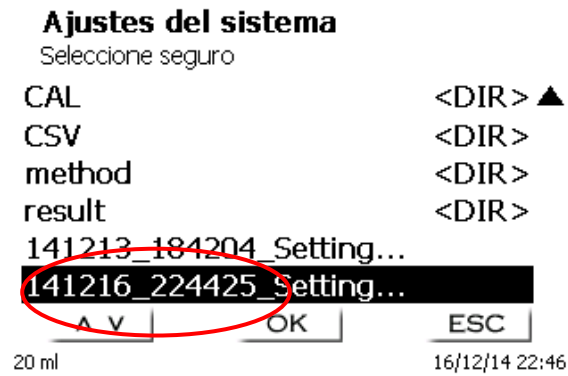 Ajustes del sistema
Seleccione seguro
CAL <DIR> ▲
CSV <DIR>
method <DIR>
result <DIR>
141213_184204_Setting...
141216_224425_Setting...
Λ V OK ESC
20 ml 16/12/14 22:46